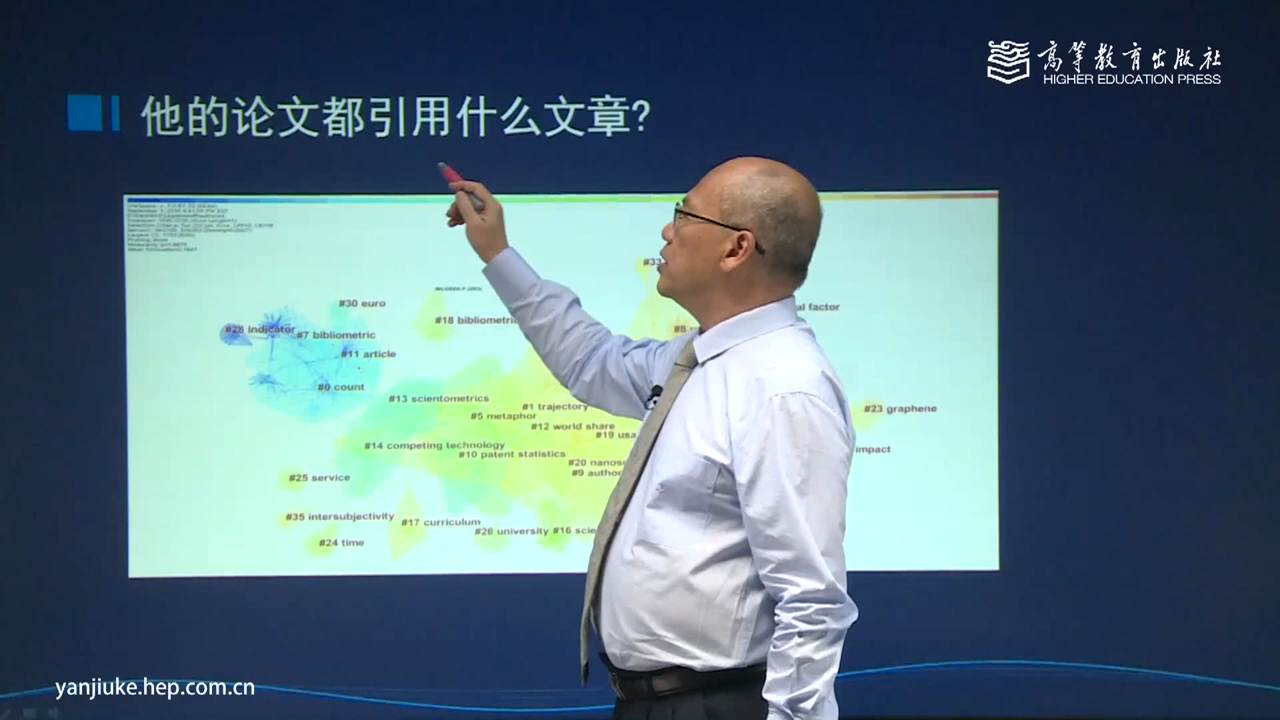 高等教育出版社
HIGHER EDUCATION PRESS
他的论文都引用什么文章?
#30 euro
#28 indicator
#7 bibliometric
#11 article
#0 count
#18 bibliometric
#33
#8
al factor
#13 scientometrics
#1 trajectory
#5 metaphor
#12 world share
#19 usa
#23 graphene
#14 competing technology
#10 patent statistics
#20 nanos
#9 autho
impact
#25 service
#35 intersubjectivity
#17 curriculum
#26 university
#16 scie
#24 time
yanjiuke.hep.com.cn